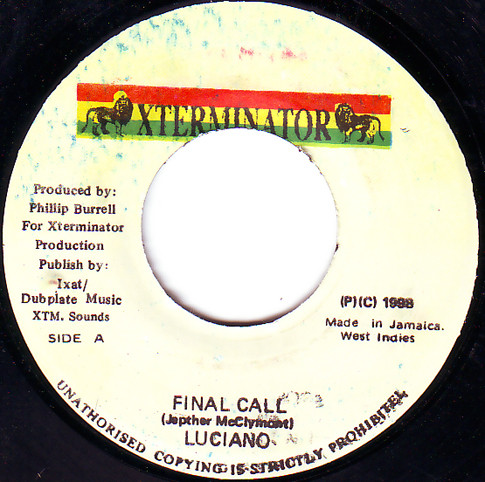 XTERMINATOR
Produced by:
Phillip Burrell
For Xterminator
Production
Publish by:
Ixat/
Dubplate Music
XTM. Sounds
SIDE A
(P)(C) 1998
Made in Jamaica.
West Indies
FINAL CALL
(Jepther McClymont)
LUCIANO
UNAUTHORISED COPYING IS STRICTLY PROHIBITED